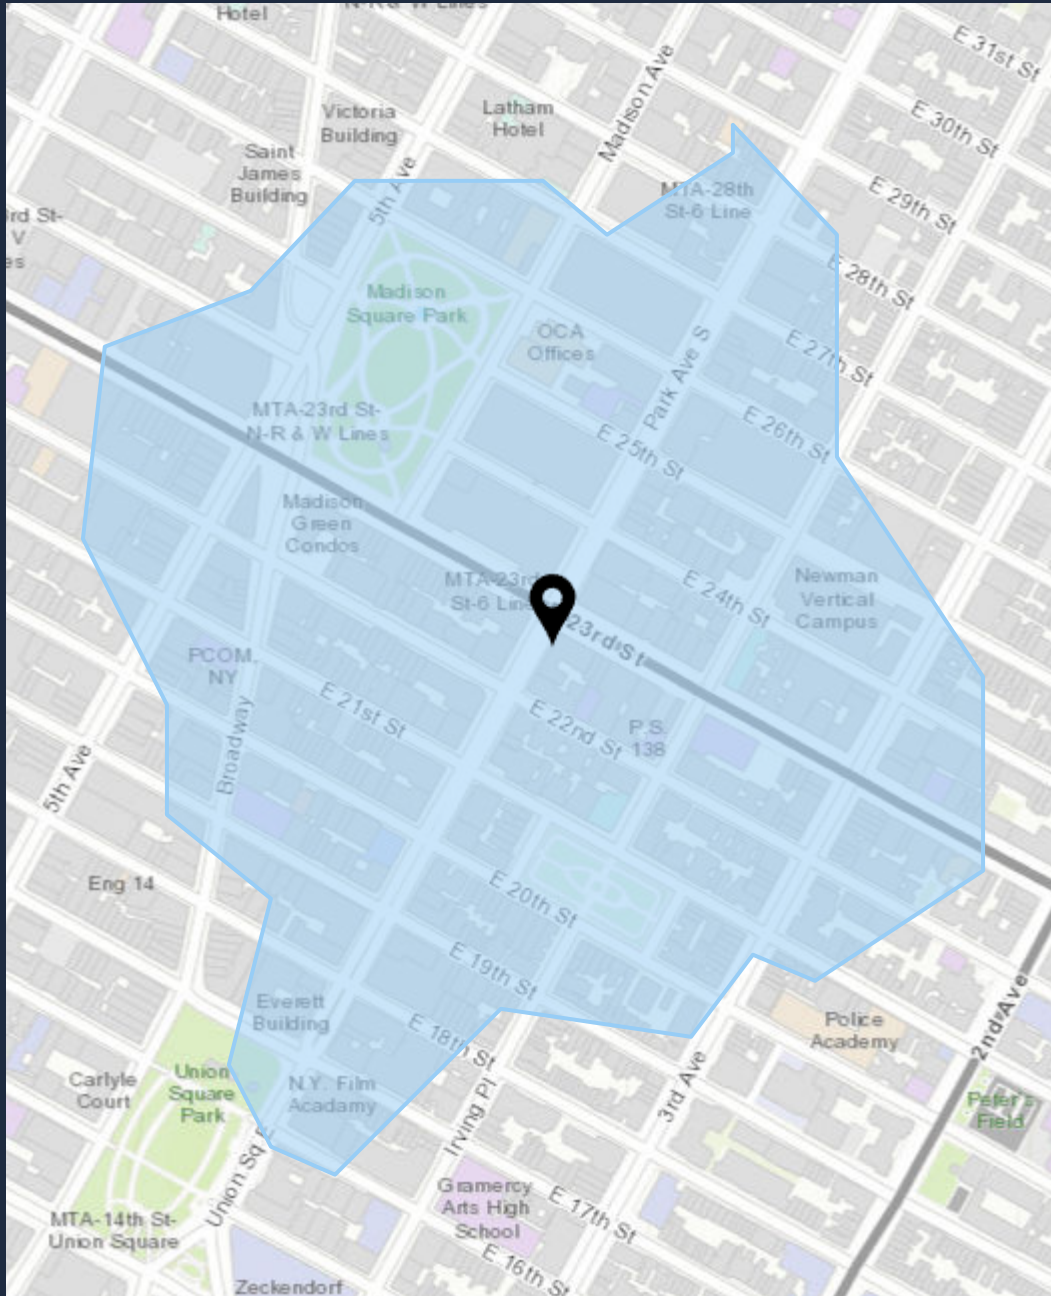 Hotel
N-R & W Lines
E 31st St
Madison Ave
Victoria
Building
Latham
Hotel
E 30th St
Saint
James
Building
5th Ave
MTA-28th
St-6 Line
E 29th St
3rd St-
V
es
E 28th St
Madison
Square Park
OCA
Offices
Park Ave S
E 27th St
MTA-23rd St-
N-R & W Lines
E 26th St
E 25th St
Madison
Green
Condos
MTA-23rd
St-6 Line
E 24th St
Newman
Vertical
Campus
23rd St
PCOM,
NY
E 21st St
E 22nd St
P.S.
138
Broadway
5th Ave
Eng 14
E 20th St
E 19th St
Everett
Building
E 18th St
Police
Academy
2nd Ave
Carlyle
Court
Union
Square
Park
N.Y. Film
Acadamy
Irving Pl
3rd Ave
Peter's
Field
Union Sq E
Gramercy
Arts High
School
E 17th St
MTA-14th St-
Union Square
E 16th St
Zeckendorf